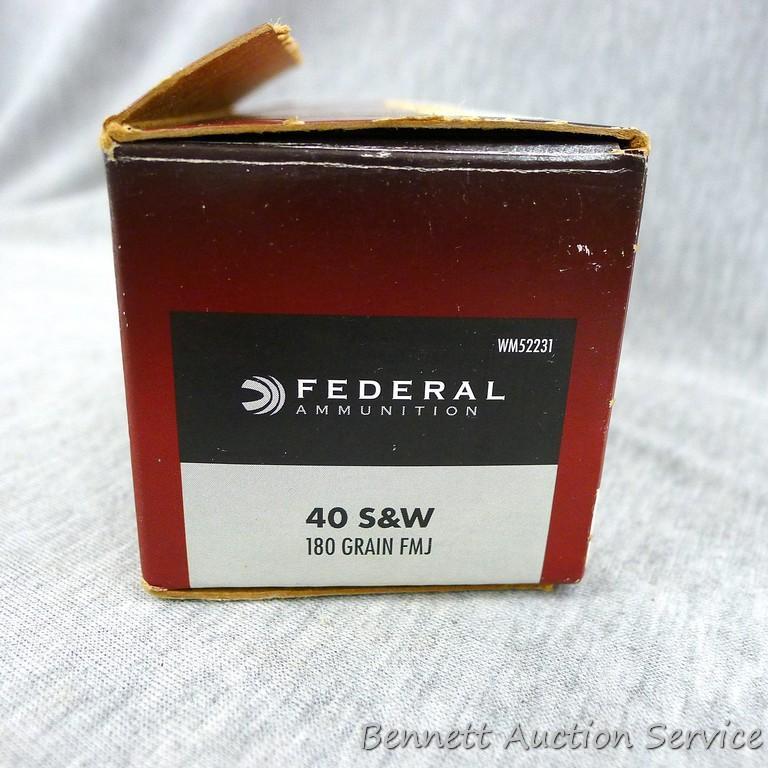 WM52231
FEDERAL
AMMUNITION
40 S&W
180 GRAIN FMJ
Bennett Auction Service